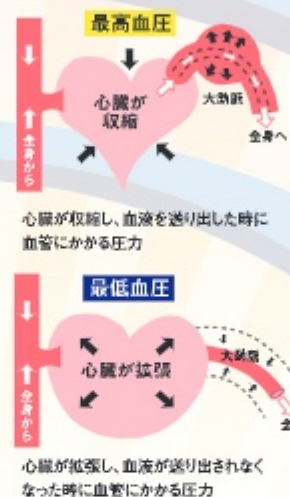 最高血圧
心臓が
収縮
大動脈
全身へ
全身から
心臓が収縮し、血液を送り出した時に
血管にかかる圧力
最低血圧
心臓が拡張
大動脈
全身から
心臓が拡張し、血液が送り出されなく
なった時に血管にかかる圧力